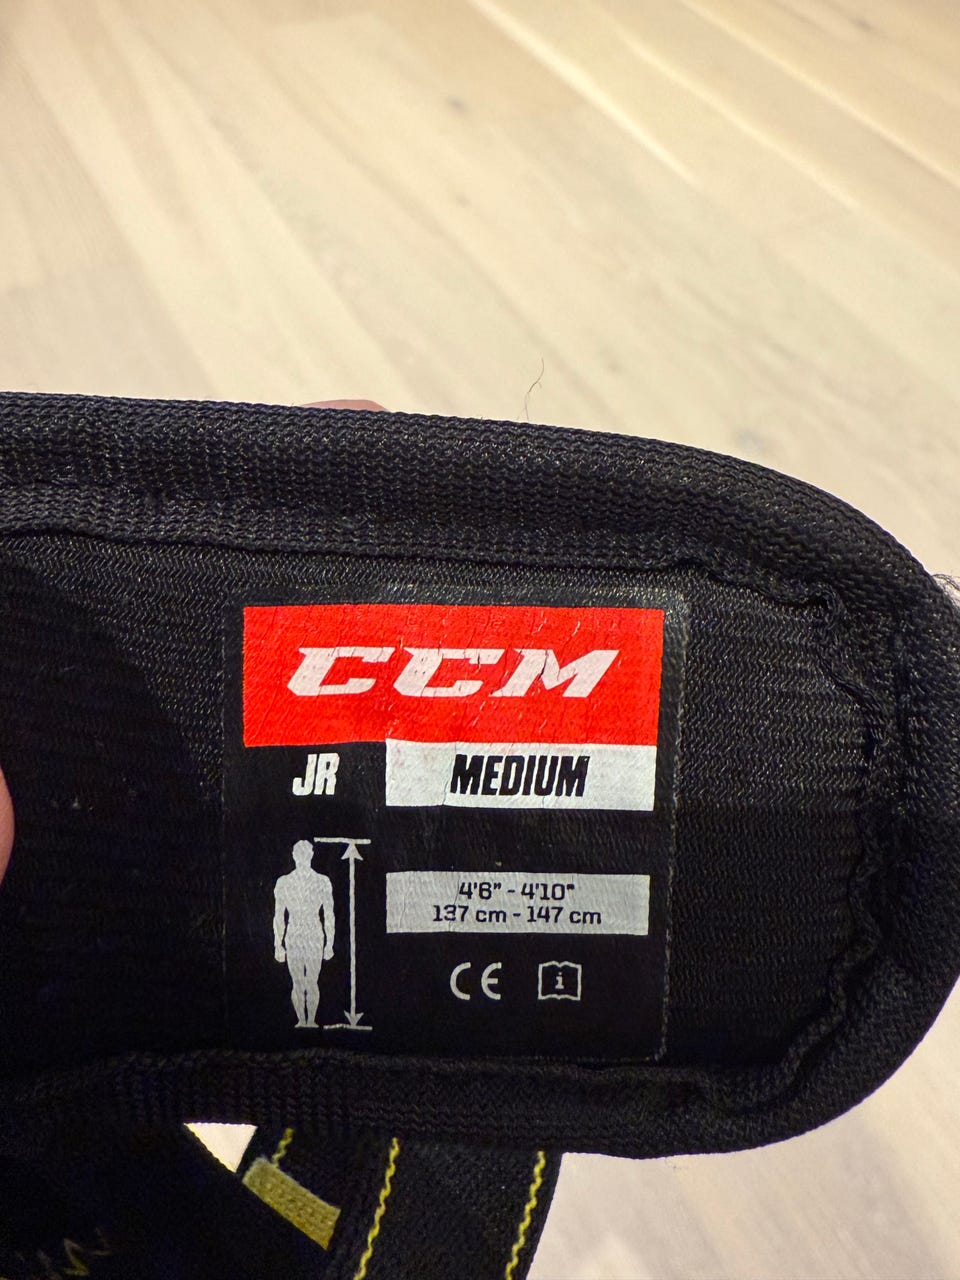 CCM
JR MEDIUM
4'6" - 4'10"
137 cm - 147 cm
CE i